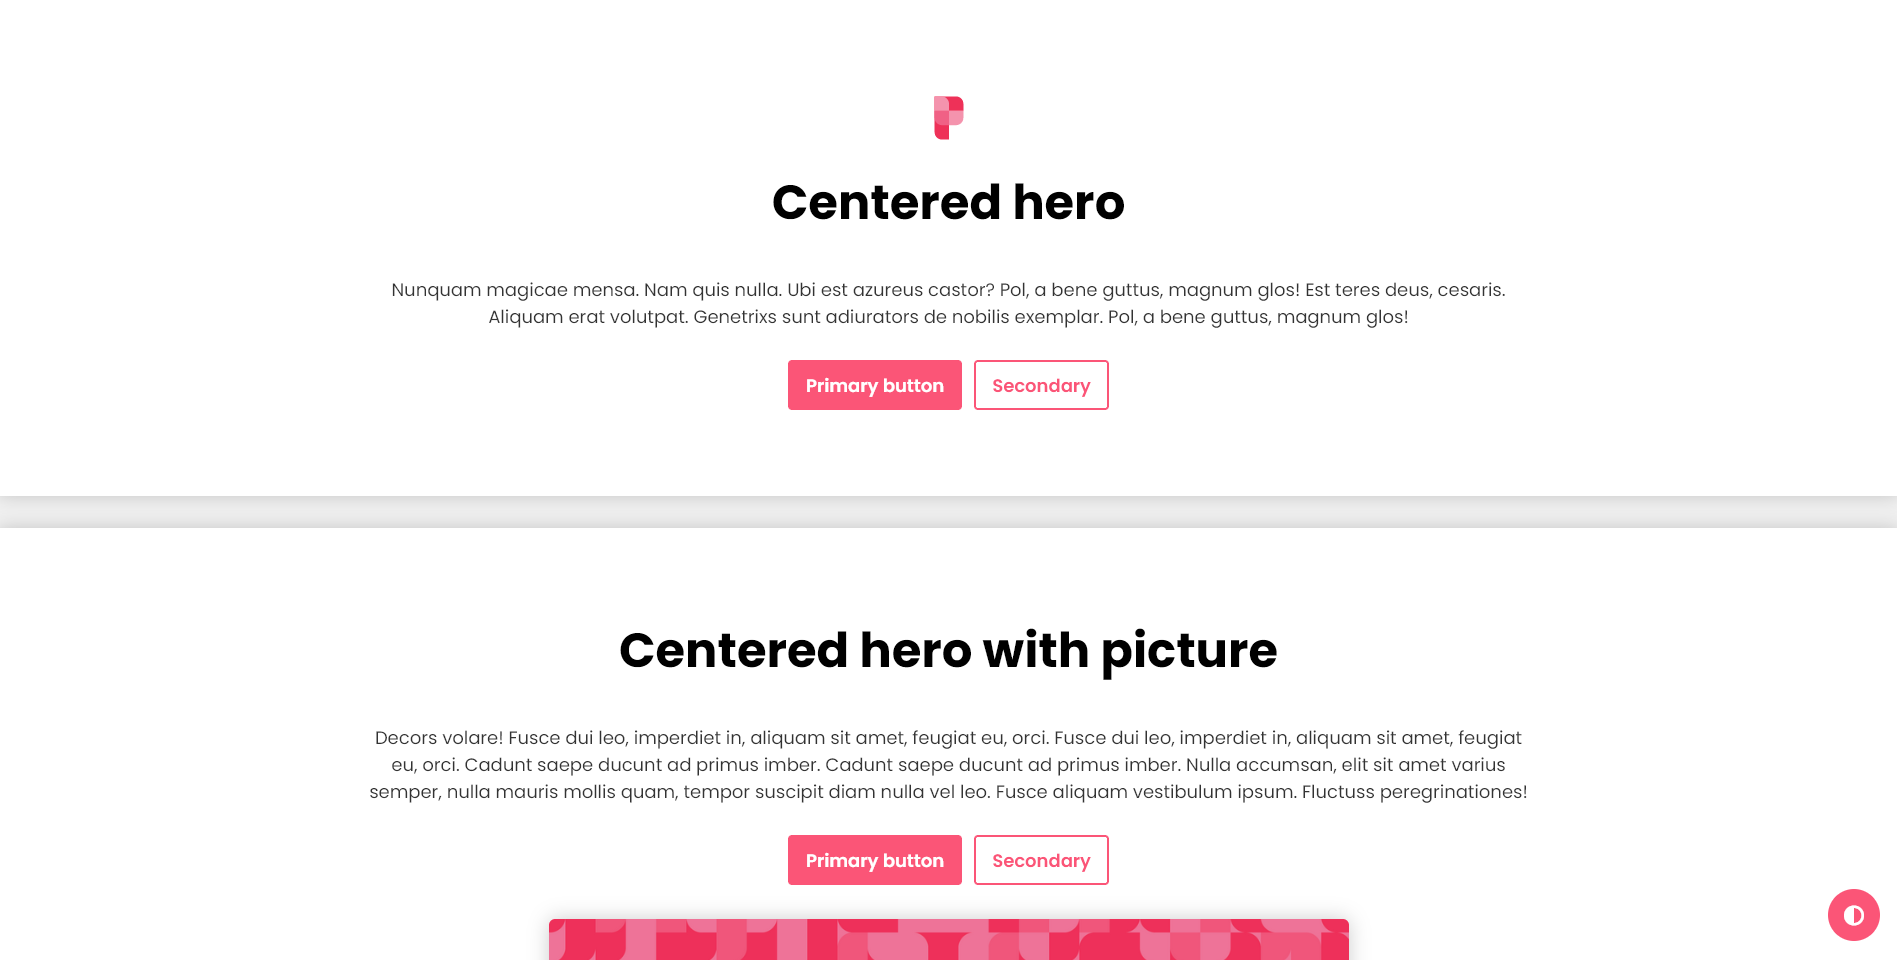 Centered hero
Nunquam magicae mensa. Nam quis nulla. Ubi est azureus castor? Pol, a bene guttus, magnum glos! Est teres deus, cesaris.
Aliquam erat volutpat. Genetrixs sunt adiurators de nobilis exemplar. Pol, a bene guttus, magnum glos!
Primary button Secondary
Centered hero with picture
Decors volare! Fusce dui leo, imperdiet in, aliquam sit amet, feugiat eu, orci. Fusce dui leo, imperdiet in, aliquam sit amet, feugiat
eu, orci. Cadunt saepe ducunt ad primus imber. Cadunt saepe ducunt ad primus imber. Nulla accumsan, elit sit amet varius
semper, nulla mauris mollis quam, tempor suscipit diam nulla vel leo. Fusce aliquam vestibulum ipsum. Fluctuss peregrinationes!
Primary button Secondary